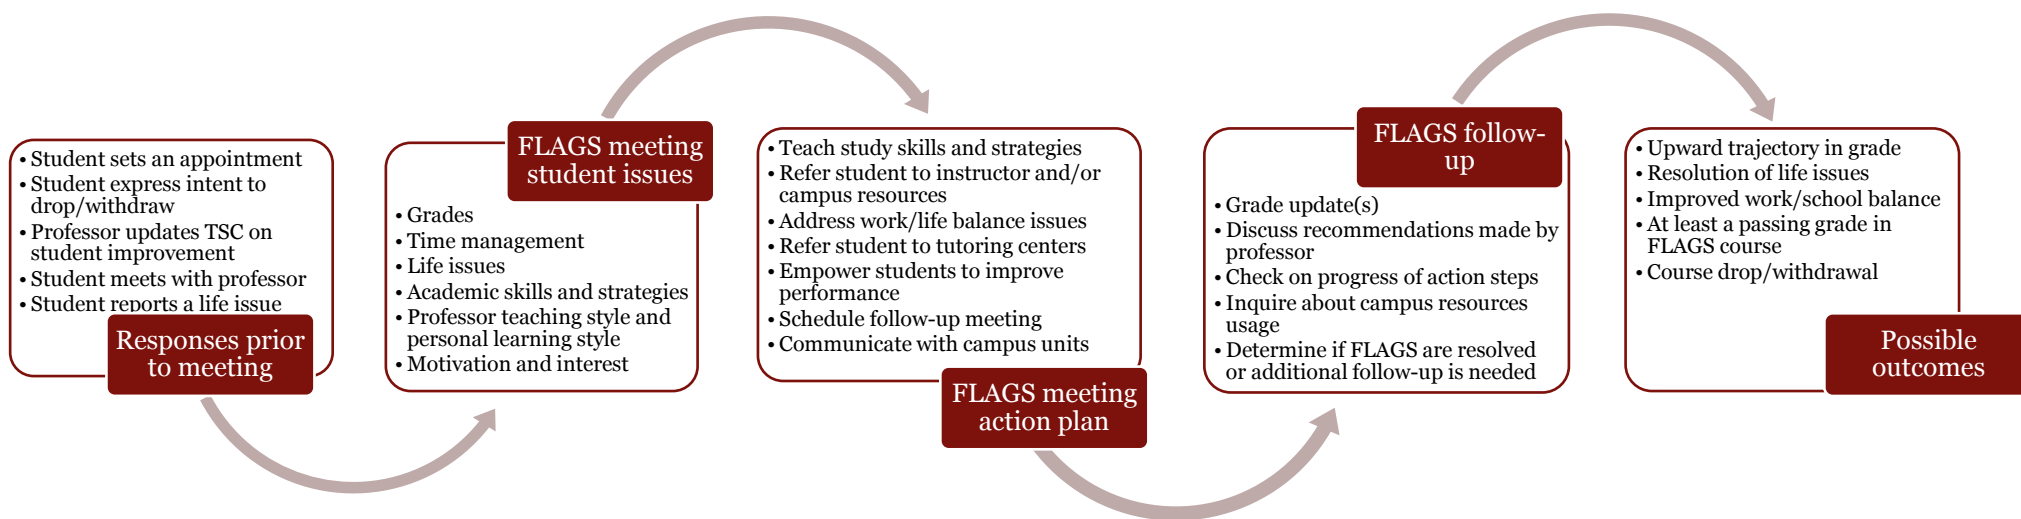 • Student sets an appointment
• Student express intent to
drop/withdraw
• Professor updates TSC on
student improvement
• Student meets with professor
• Student reports a life issue
Responses prior
to meeting
FLAGS meeting
student issues
• Grades
• Time management
• Life issues
• Academic skills and strategies
• Professor teaching style and
personal learning style
• Motivation and interest
• Teach study skills and strategies
• Refer student to instructor and/or
campus resources
• Address work/life balance issues
• Refer student to tutoring centers
• Empower students to improve
performance
• Schedule follow-up meeting
• Communicate with campus units
FLAGS meeting
action plan
FLAGS follow-
up
• Grade update(s)
• Discuss recommendations made by
professor
• Check on progress of action steps
• Inquire about campus resources
usage
• Determine if FLAGS are resolved
or additional follow-up is needed
• Upward trajectory in grade
• Resolution of life issues
• Improved work/school balance
• At least a passing grade in
FLAGS course
• Course drop/withdrawal
Possible
outcomes